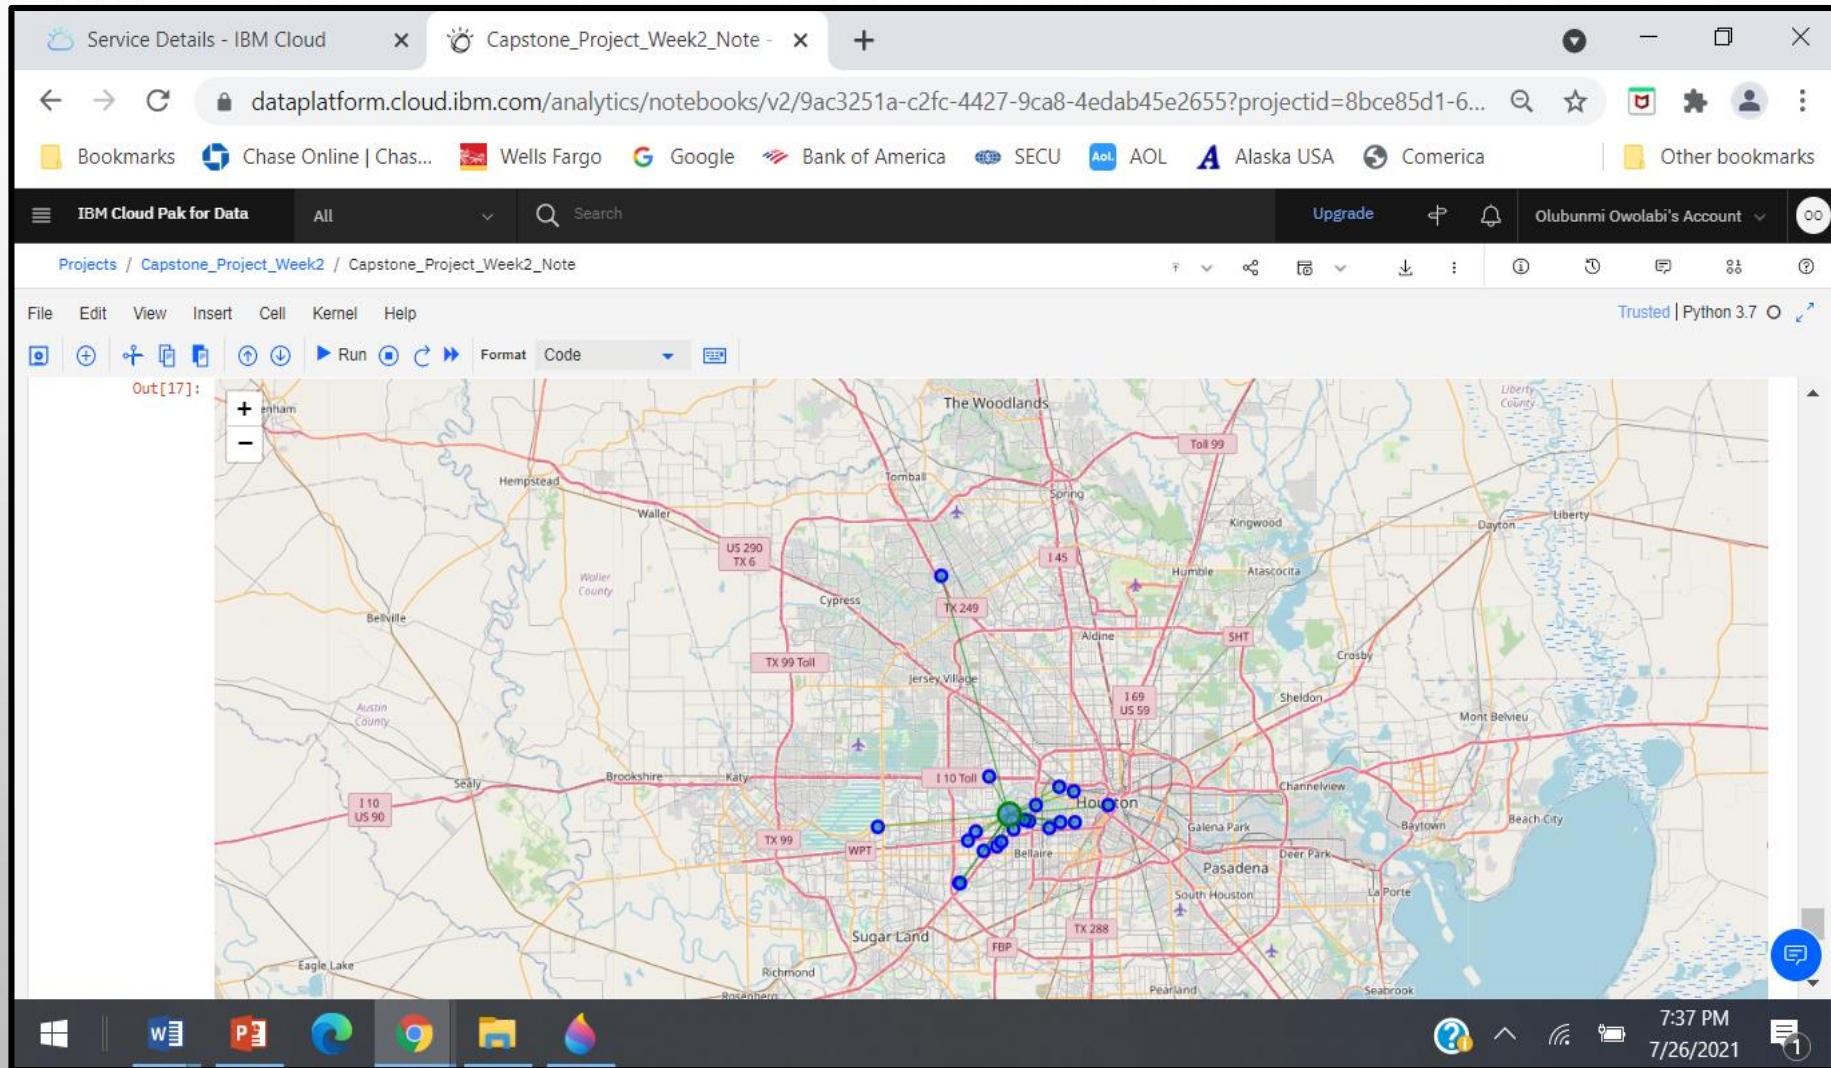 Service Details - IBM Cloud
Capstone_Project_Week2_Note -
dataplatform.cloud.ibm.com/analytics/notebooks/v2/9ac3251a-c2fc-4427-9ca8-4edab45e2655?projectid=8bce85d1-6...
Bookmarks Chase Online | Chas... Wells Fargo Google Bank of America SECU Aol. AOL Alaska USA Comerica Other bookmarks
IBM Cloud Pak for Data All Search Upgrade Olubunmi Owolabi's Account OO
Projects / Capstone_Project_Week2 / Capstone_Project_Week2_Note
File Edit View Insert Cell Kernel Help Trusted | Python 3.7
Run Format Code
Out[17]:
+
enham
−
The Woodlands
Liberty County
Toll 99
Tomball
Hempstead
Spring
Waller
Kingwood
Dayton
Liberty
US 290
TX 6
I 45
Waller County
Humble
Atascocita
Cypress
TX 249
Bellville
Aldine
SHT
Crosby
TX 99 Toll
Jersey Village
I 69
US 59
Sheldon
Austin County
Mont Belvieu
Sealy
Brookshire
Katy
I 10 Toll
Channelview
I 10
US 90
Houston
Galena Park
Baytown
Beach City
TX 99
WPT
Bellaire
Deer Park
Pasadena
South Houston
La Porte
Sugar Land
FBP
TX 288
Eagle Lake
Richmond
Rosenberg
Pearland
Seabrook
7:37 PM
7/26/2021
1